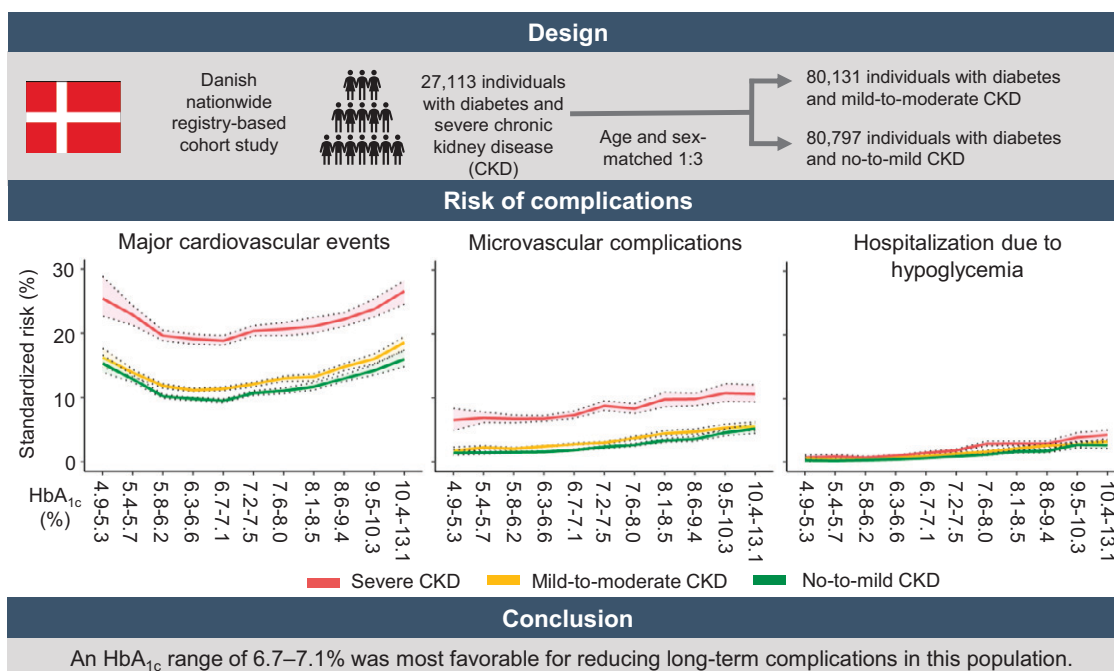 Design
Danish
nationwide
registry-based
cohort study
27,113 individuals
with diabetes and
severe chronic
kidney disease
(CKD)
Age and sex-
matched 1:3
80,131 individuals with diabetes
and mild-to-moderate CKD
80,797 individuals with diabetes
and no-to-mild CKD
Risk of complications
Major cardiovascular events
Microvascular complications
Hospitalization due to
hypoglycemia
Standardized risk (%)
30
20
10
0
HbA1c
(%)
4.9-5.3
5.4-5.7
5.8-6.2
6.3-6.6
6.7-7.1
7.2-7.5
7.6-8.0
8.1-8.5
8.6-9.4
9.5-10.3
10.4-13.1
4.9-5.3
5.4-5.7
5.8-6.2
6.3-6.6
6.7-7.1
7.2-7.5
7.6-8.0
8.1-8.5
8.6-9.4
9.5-10.3
10.4-13.1
4.9-5.3
5.4-5.7
5.8-6.2
6.3-6.6
6.7-7.1
7.2-7.5
7.6-8.0
8.1-8.5
8.6-9.4
9.5-10.3
10.4-13.1
Severe CKD
Mild-to-moderate CKD
No-to-mild CKD
Conclusion
An HbA1c range of 6.7–7.1% was most favorable for reducing long-term complications in this population.